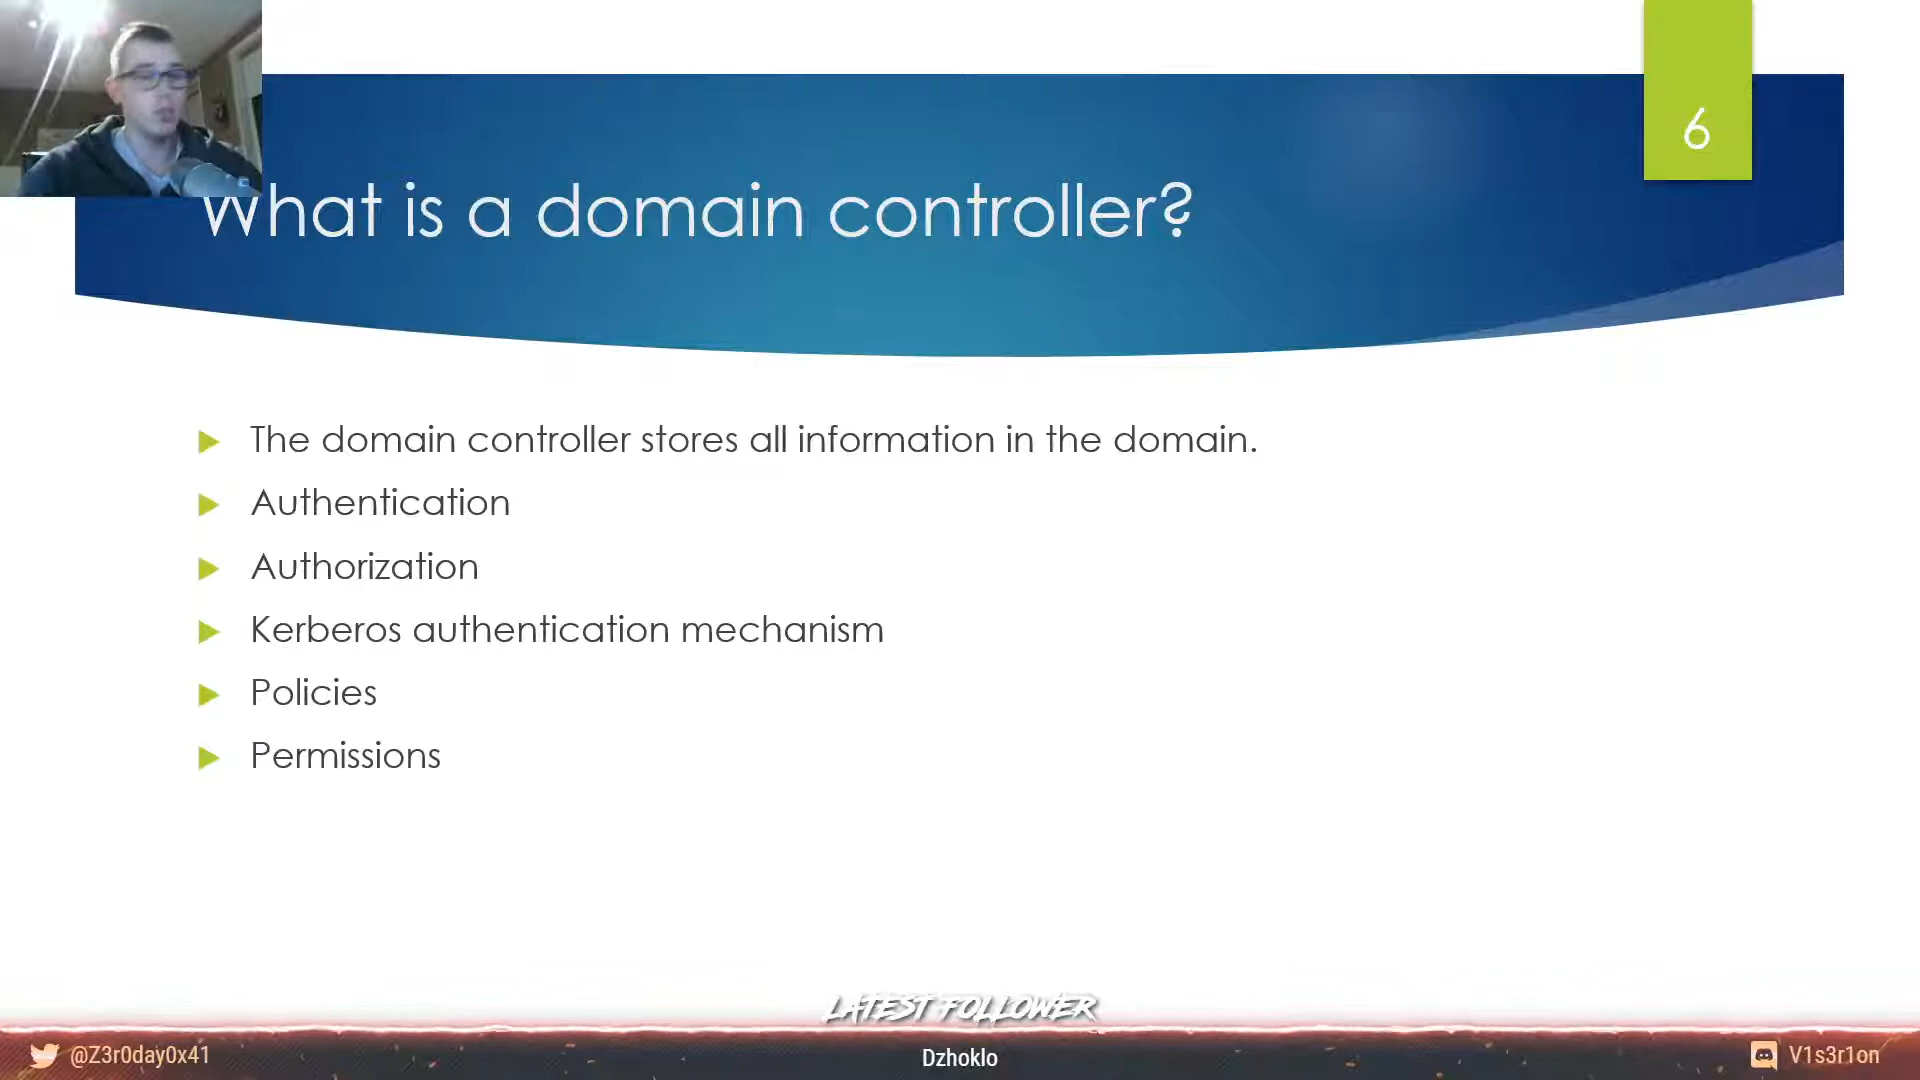 6
What is a domain controller?
The domain controller stores all information in the domain.
Authentication
Authorization
Kerberos authentication mechanism
Policies
Permissions
LATEST FOLLOWER
@Z3r0day0x41
Dzhoklo
V1s3r1on